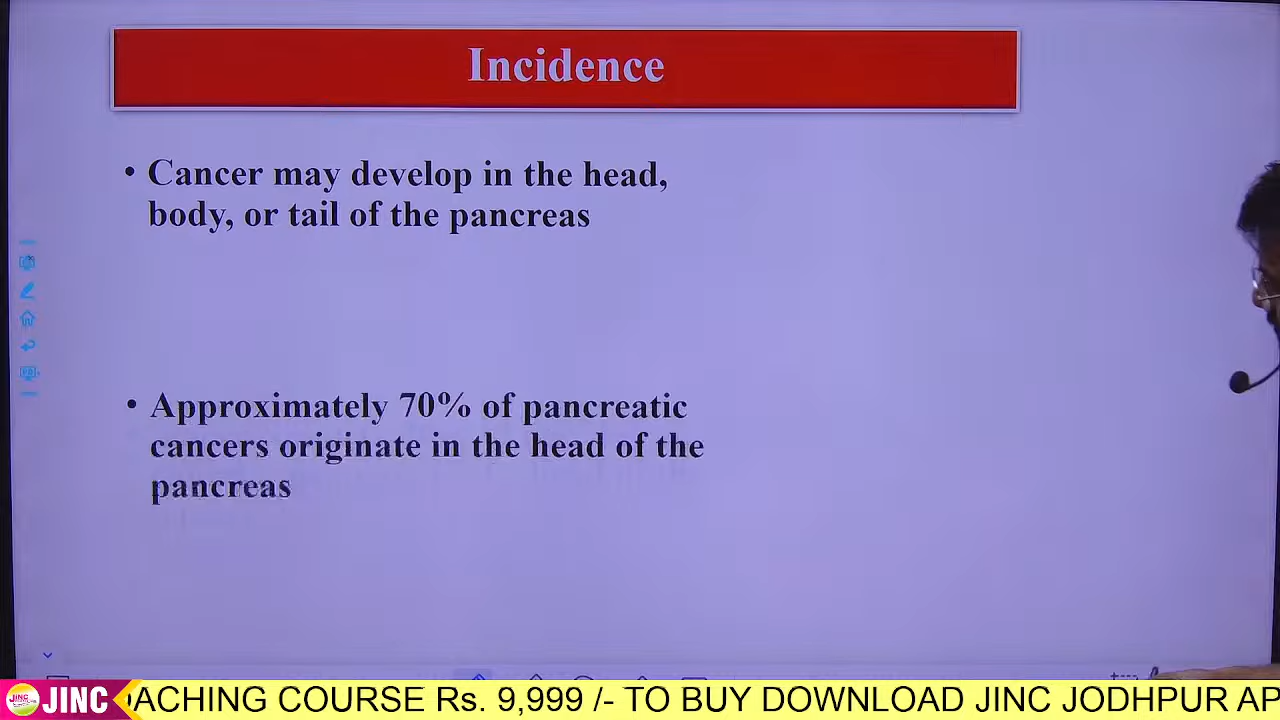 Incidence
• Cancer may develop in the head,
body, or tail of the pancreas
• Approximately 70% of pancreatic
cancers originate in the head of the
pancreas
JINC
OACHING COURSE Rs. 9,999 /- TO BUY DOWNLOAD JINC JODHPUR AP